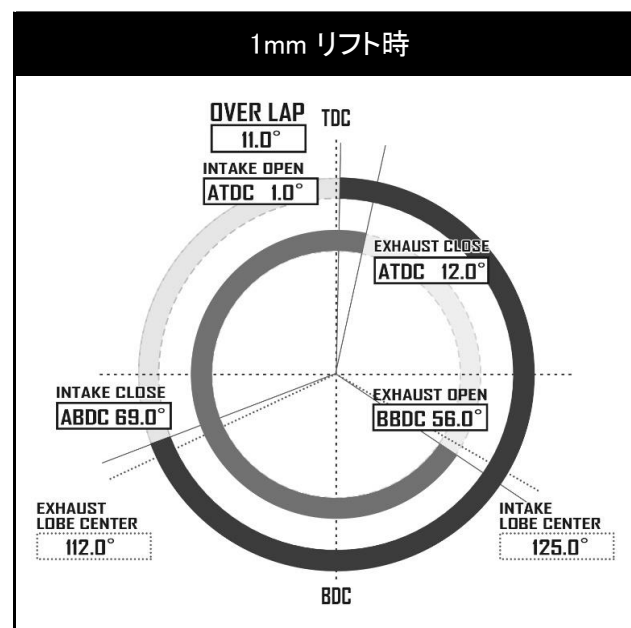 1mm リフト時
OVER LAP
11.0°
TDC
INTAKE OPEN
ATDC 1.0°
EXHAUST CLOSE
ATDC 12.0°
INTAKE CLOSE
ABDC 69.0°
EXHAUST OPEN
BBDC 56.0°
EXHAUST
LOBE CENTER
112.0°
INTAKE
LOBE CENTER
125.0°
BDC